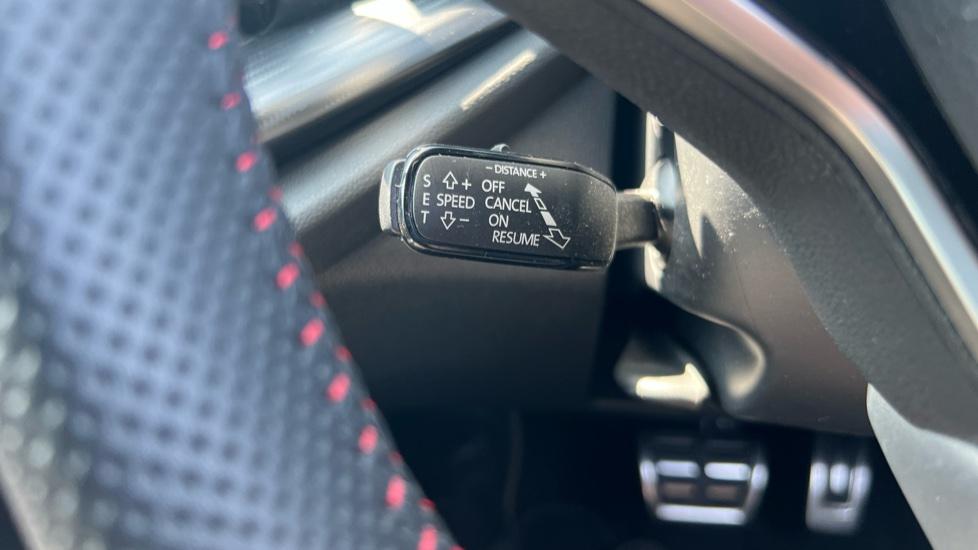 − DISTANCE +
S + OFF
E SPEED CANCEL
T − ON
RESUME